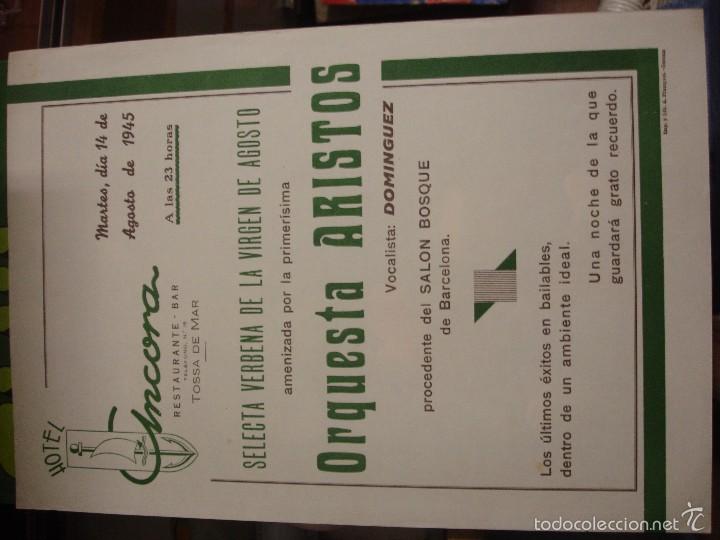 HOTEL
Àncora
RESTAURANTE - BAR
TELÉFONO, N.º 18
TOSSA DE MAR
Martes, día 14 de
Agosto de 1945
A las 23 horas
SELECTA VERBENA DE LA VIRGEN DE AGOSTO
amenizada por la primerísima
Orquesta ARISTOS
Vocalista: DOMINGUEZ
procedente del SALON BOSQUE
de Barcelona.
Los últimos éxitos en bailables,
dentro de un ambiente ideal.
Una noche de la que
guardará grato recuerdo.
todocoleccion.net